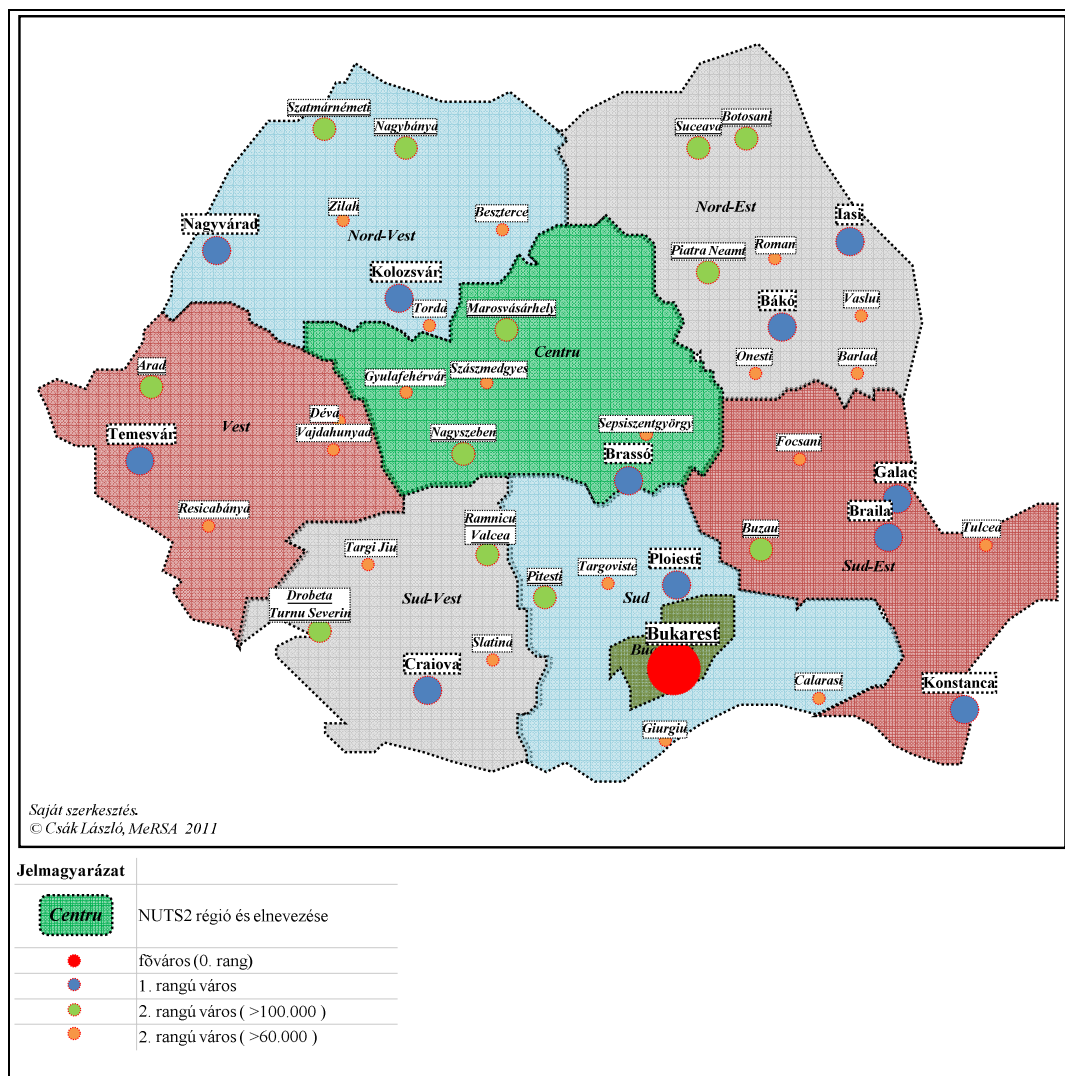 Szatmárnémeti
Nagybánya
Suceava
Botosani
Zilah
Beszterce
Nord-Vest
Nagyvárad
Nord-Est
Iasi
Kolozsvár
Torda
Piatra Neamt
Roman
Bákó
Vaslui
Marosvásárhely
Centru
Onesti
Barlad
Arad
Gyulafehérvár
Szászmedgyes
Déva
Vajdahunyad
Vest
Temesvár
Nagyszeben
Sepsiszentgyörgy
Brassó
Focsani
Galac
Braila
Resicabánya
Ramnicu
Valcea
Buzau
Tulcea
Targi Jiu
Targoviste
Ploiesti
Sud-Est
Pitesti
Sud
Sud-Vest
Drobeta
Turnu Severin
Bukarest
Slatina
Craiova
Calarasi
Konstanca
Giurgiu
Saját szerkesztés.
© Csák László, MeRSA 2011
Jelmagyarázat
Centru
NUTS2 régió és elnevezése
fõváros (0. rang)
1. rangú város
2. rangú város ( >100.000 )
2. rangú város ( >60.000 )